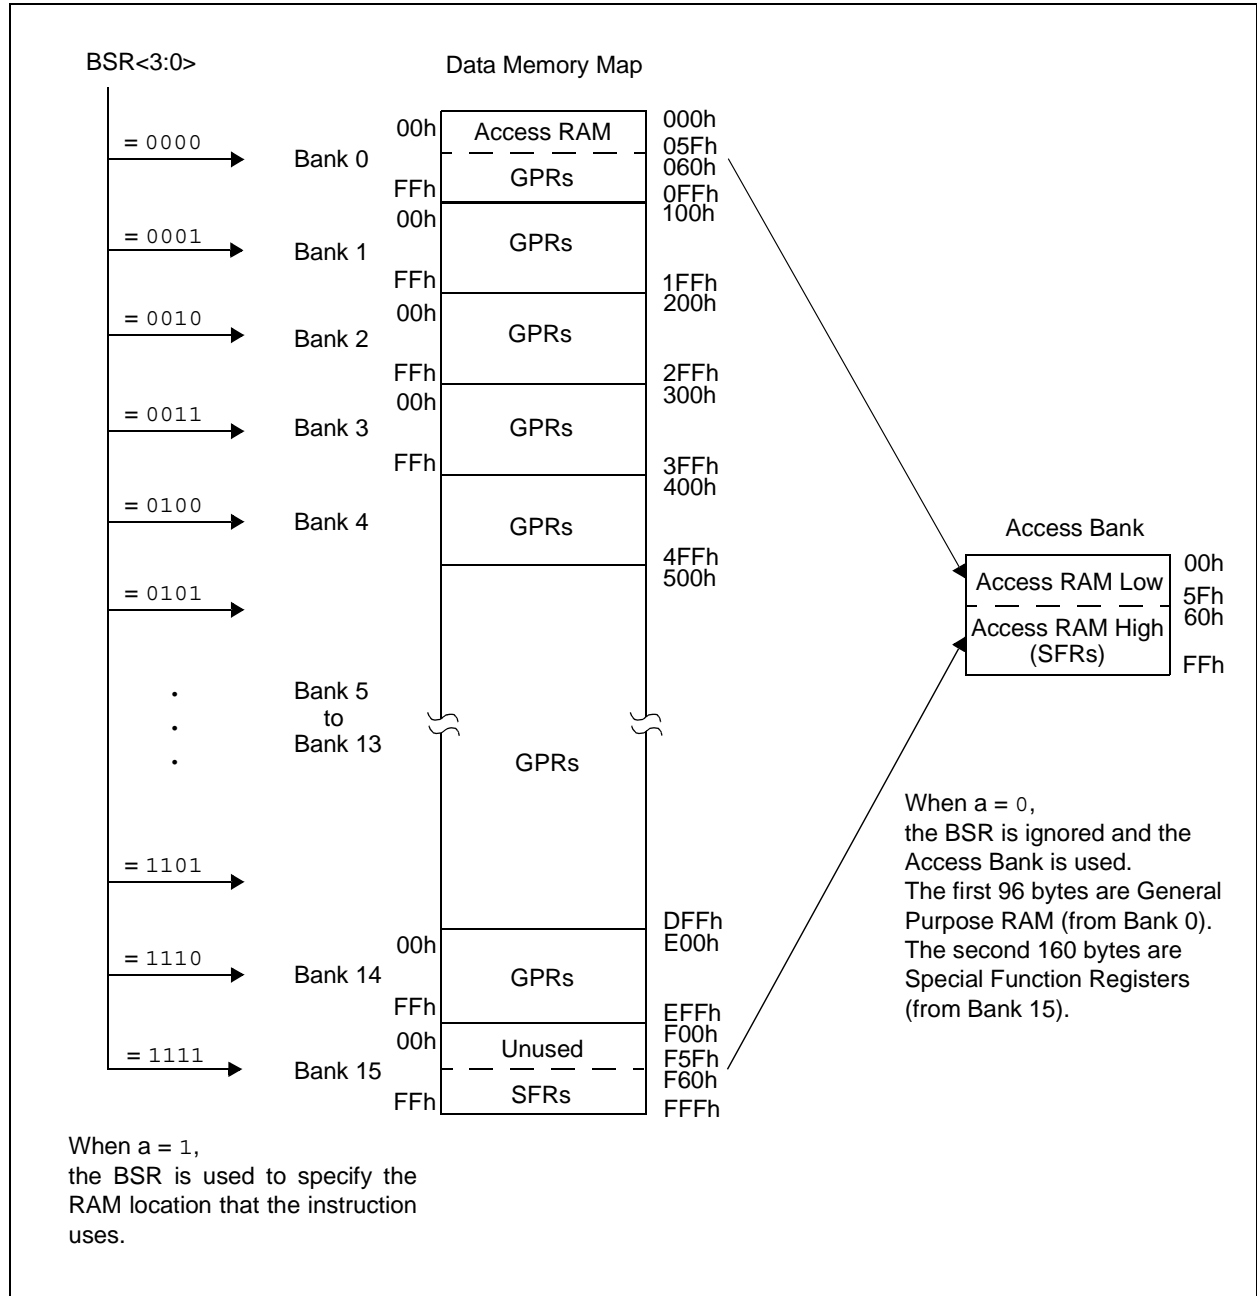 BSR<3:0>
Data Memory Map
= 0000
Bank 0
00h
Access RAM
000h
05Fh
060h
FFh
GPRs
0FFh
= 0001
Bank 1
00h
GPRs
100h
FFh
1FFh
= 0010
Bank 2
00h
GPRs
200h
FFh
2FFh
= 0011
Bank 3
00h
GPRs
300h
FFh
3FFh
= 0100
Bank 4
GPRs
400h
4FFh
= 0101
500h
.
.
.
Bank 5
to
Bank 13
GPRs
= 1101
DFFh
= 1110
Bank 14
00h
GPRs
E00h
FFh
EFFh
= 1111
Bank 15
00h
Unused
F00h
F5Fh
F60h
FFh
SFRs
FFFh
Access Bank
Access RAM Low
00h
5Fh
Access RAM High
(SFRs)
60h
FFh
When a = 0,
the BSR is ignored and the
Access Bank is used.
The first 96 bytes are General
Purpose RAM (from Bank 0).
The second 160 bytes are
Special Function Registers
(from Bank 15).
When a = 1,
the BSR is used to specify the
RAM location that the instruction
uses.